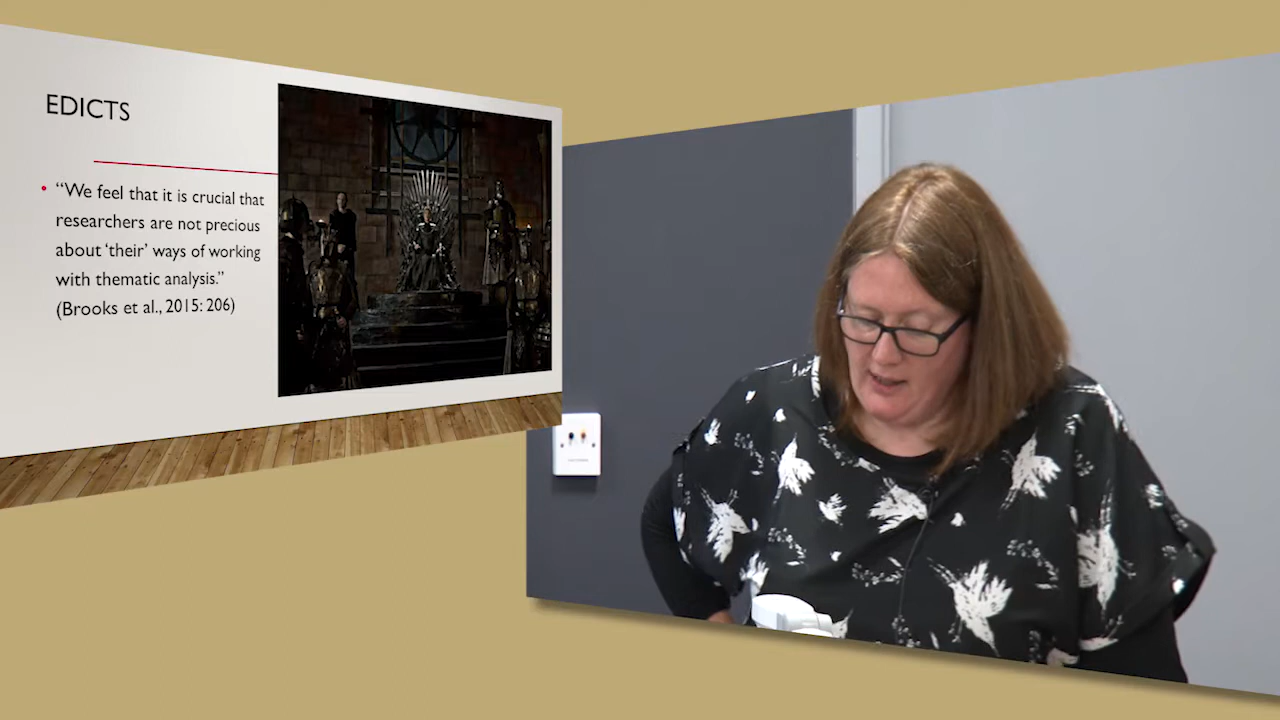 EDICTS
• “We feel that it is crucial that
researchers are not precious
about ‘their’ ways of working
with thematic analysis.”
(Brooks et al., 2015: 206)